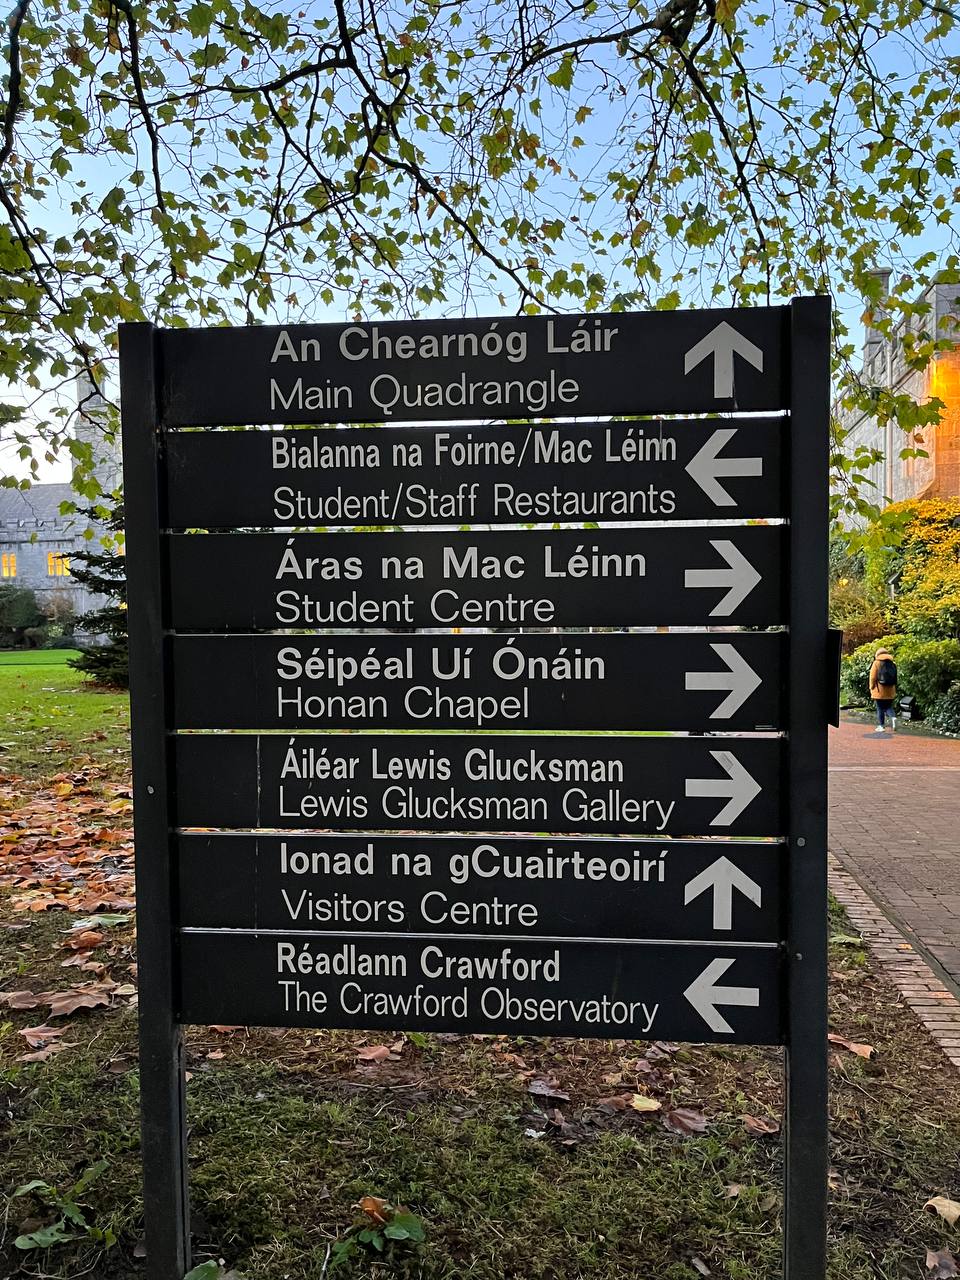 An Chearnóg Láir
Main Quadrangle
Bialanna na Foirne/Mac Léinn
Student/Staff Restaurants
Áras na Mac Léinn
Student Centre
Séipéal Uí Ónáin
Honan Chapel
Áiléar Lewis Glucksman
Lewis Glucksman Gallery
Ionad na gCuairteoirí
Visitors Centre
Réadlann Crawford
The Crawford Observatory